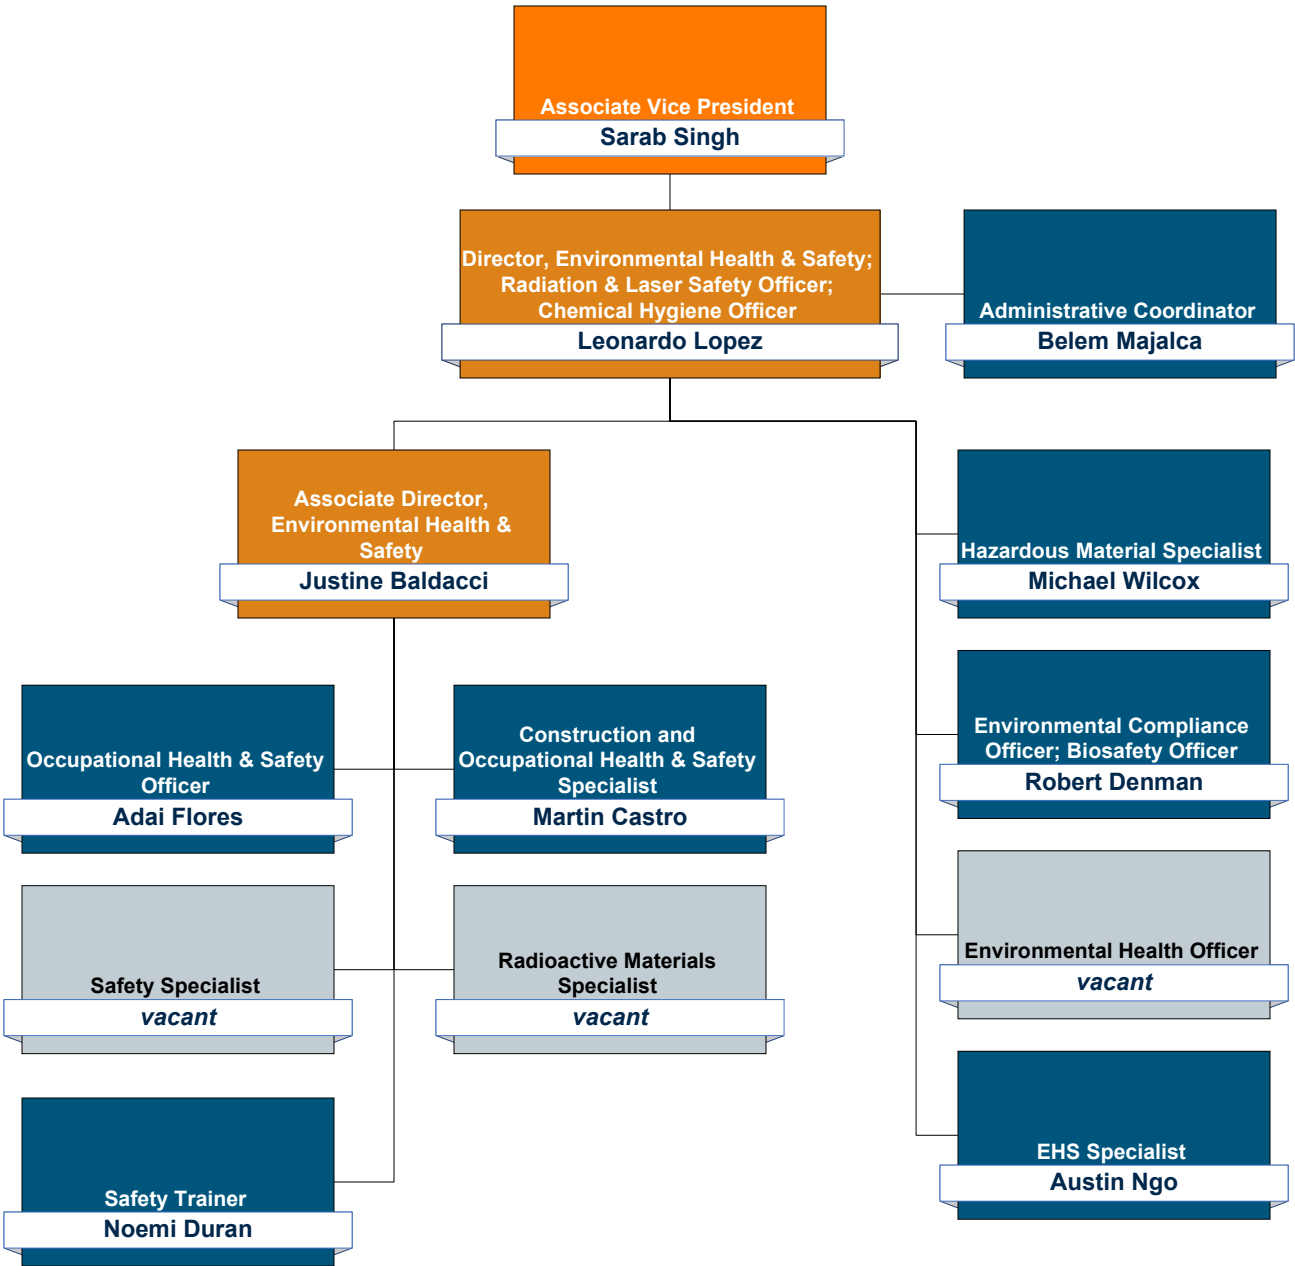 Associate Vice President
Sarab Singh
Director, Environmental Health & Safety;
Radiation & Laser Safety Officer;
Chemical Hygiene Officer
Leonardo Lopez
Administrative Coordinator
Belem Majalca
Associate Director,
Environmental Health &
Safety
Justine Baldacci
Hazardous Material Specialist
Michael Wilcox
Occupational Health & Safety
Officer
Adai Flores
Construction and
Occupational Health & Safety
Specialist
Martin Castro
Environmental Compliance
Officer; Biosafety Officer
Robert Denman
Safety Specialist
vacant
Radioactive Materials
Specialist
vacant
Environmental Health Officer
vacant
Safety Trainer
Noemi Duran
EHS Specialist
Austin Ngo